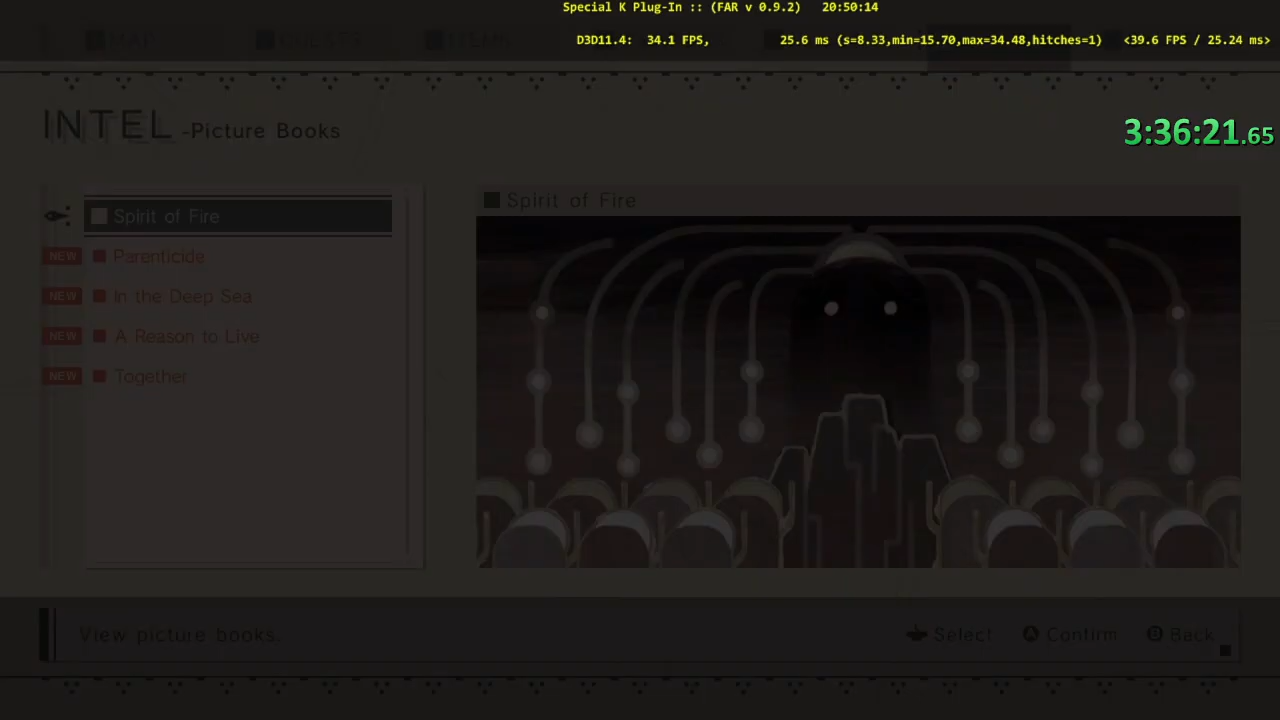 Special K Plug-In :: (FAR v 0.9.2) 20:50:14
D3D11.4: 34.1 FPS, 25.6 ms (s=8.33,min=15.70,max=34.48,hitches=1) <39.6 FPS / 25.24 ms>
MAP QUESTS ITEMS
INTEL -Picture Books
3:36:21.65
Spirit of Fire
NEW Parenticide
NEW In the Deep Sea
NEW A Reason to Live
NEW Together
Spirit of Fire
View picture books.
Select A Confirm B Back